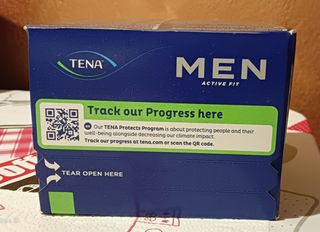 TENA
MEN
ACTIVE FIT
Track our Progress here
Our TENA Protects Program is about protecting people and their
well-being alongside decreasing our climate impact.
Track our progress at tena.com or scan the QR code.
TEAR OPEN HERE